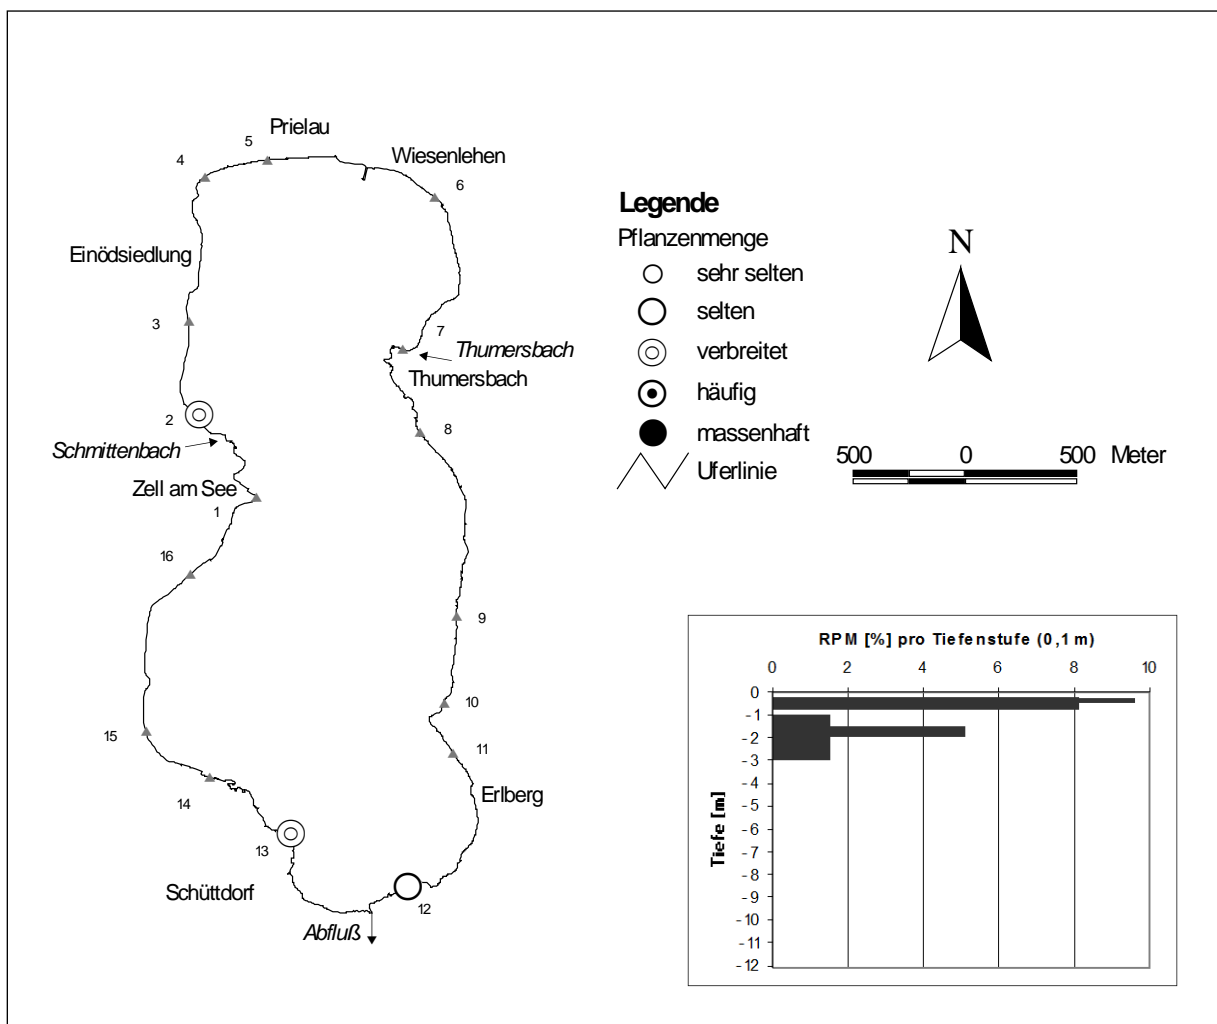 Prielau
5
4
Wiesenlehen
6
Einödsiedlung
3
7
Thumersbach
Thumersbach
2
8
Schmittenbach
Zell am See
1
16
9
10
15
11
14
Erlberg
13
Schüttdorf
12
Abfluß
Legende
Pflanzenmenge
sehr selten
selten
verbreitet
häufig
massenhaft
Uferlinie
N
500 0 500 Meter
RPM [%] pro Tiefenstufe (0,1 m)
0 2 4 6 8 10
Tiefe [m]
0
-1
-2
-3
-4
-5
-6
-7
-8
-9
-10
-11
-12